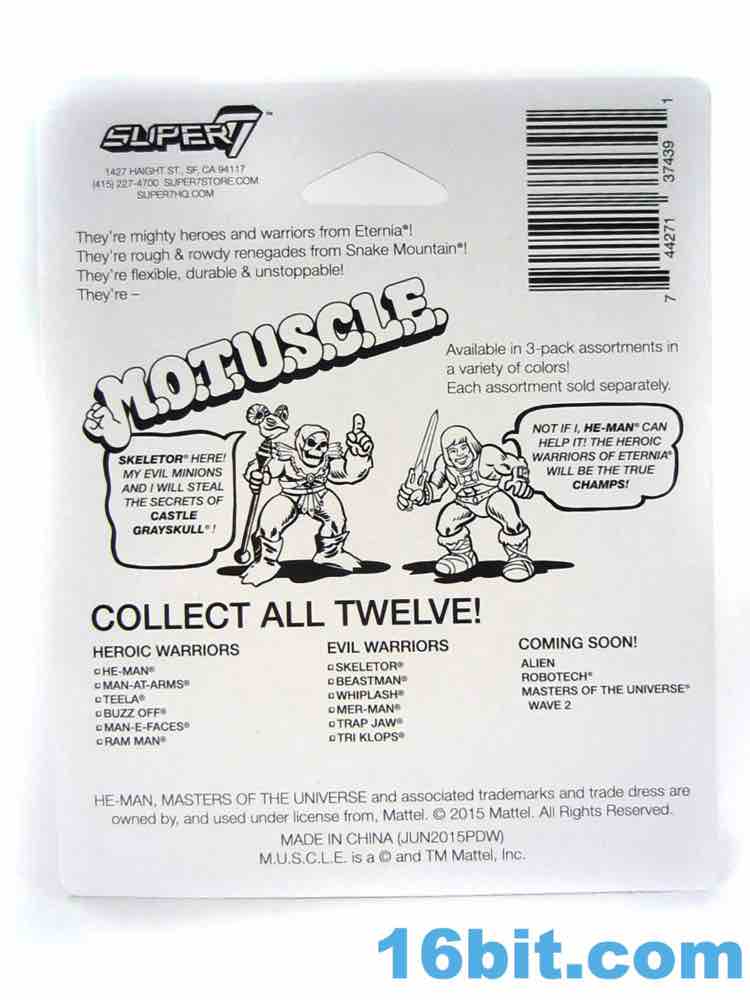 SUPER7™
1427 HAIGHT ST., SF, CA 94117
(415) 227-4700 SUPER7STORE.COM
SUPER7HQ.COM
7 44271 37439 1
They're mighty heroes and warriors from Eternia®!
They're rough & rowdy renegades from Snake Mountain®!
They're flexible, durable & unstoppable!
They're –
M.O.T.U.S.C.L.E.
Available in 3-pack assortments in
a variety of colors!
Each assortment sold separately.
SKELETOR® HERE!
MY EVIL MINIONS
AND I WILL STEAL
THE SECRETS OF
CASTLE
GRAYSKULL®!
NOT IF I, HE-MAN® CAN
HELP IT! THE HEROIC
WARRIORS OF ETERNIA®
WILL BE THE TRUE
CHAMPS!
COLLECT ALL TWELVE!
HEROIC WARRIORS
HE-MAN®
MAN-AT-ARMS®
TEELA®
BUZZ OFF®
MAN-E-FACES®
RAM MAN®
EVIL WARRIORS
SKELETOR®
BEASTMAN®
WHIPLASH®
MER-MAN®
TRAP JAW®
TRI KLOPS®
COMING SOON!
ALIEN
ROBOTECH®
MASTERS OF THE UNIVERSE®
WAVE 2
HE-MAN, MASTERS OF THE UNIVERSE and associated trademarks and trade dress are
owned by, and used under license from, Mattel. © 2015 Mattel. All Rights Reserved.
MADE IN CHINA (JUN2015PDW)
M.U.S.C.L.E. is a © and TM Mattel, Inc.
16bit.com